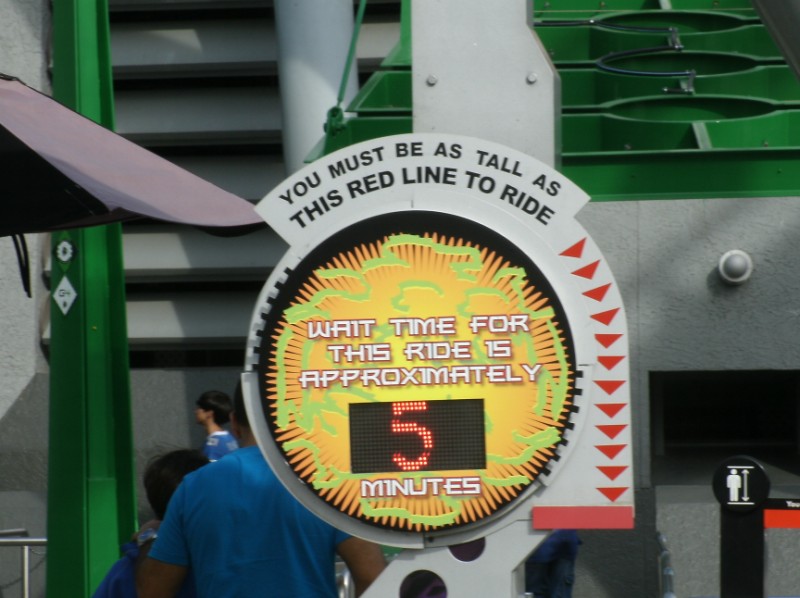 YOU MUST BE AS TALL AS
THIS RED LINE TO RIDE
WAIT TIME FOR
THIS RIDE IS
APPROXIMATELY
5
MINUTES
You